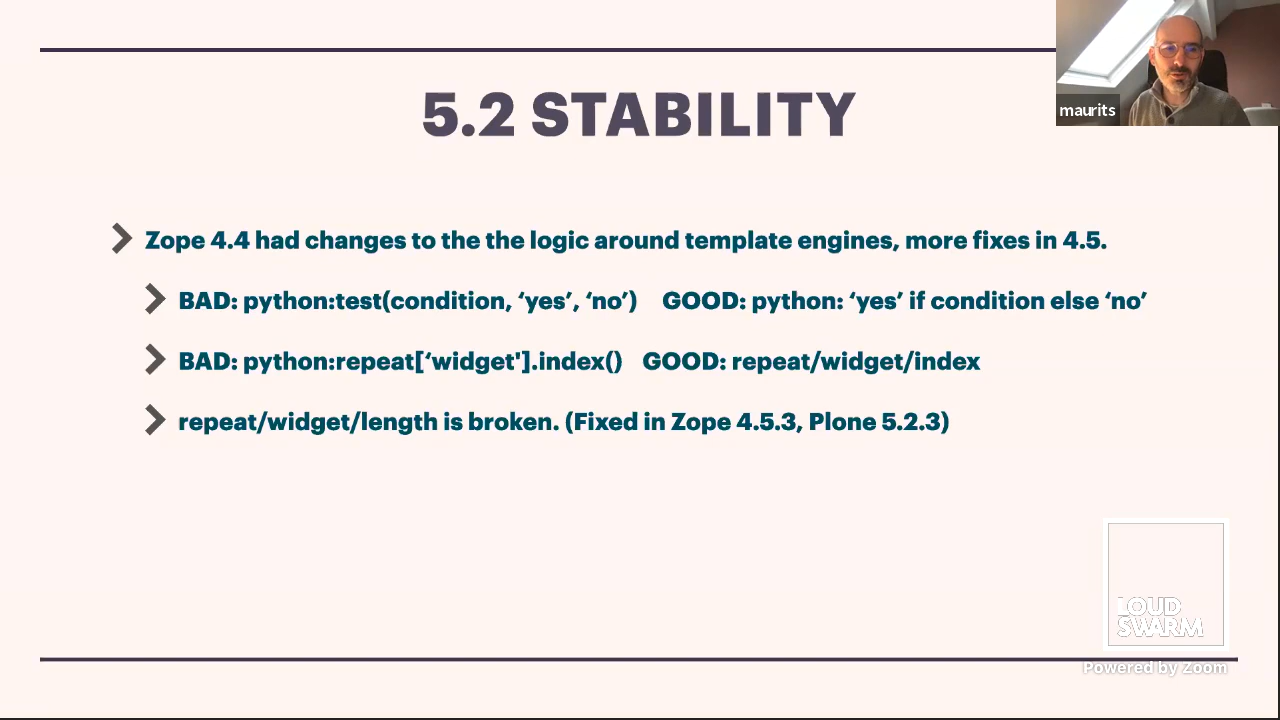 5.2 STABILITY
maurits
Zope 4.4 had changes to the the logic around template engines, more fixes in 4.5.
BAD: python:test(condition, ‘yes’, ‘no’)    GOOD: python: ‘yes’ if condition else ‘no’
BAD: python:repeat[‘widget'].index()   GOOD: repeat/widget/index
repeat/widget/length is broken. (Fixed in Zope 4.5.3, Plone 5.2.3)
LOUD
SWARM
Powered by Zoom